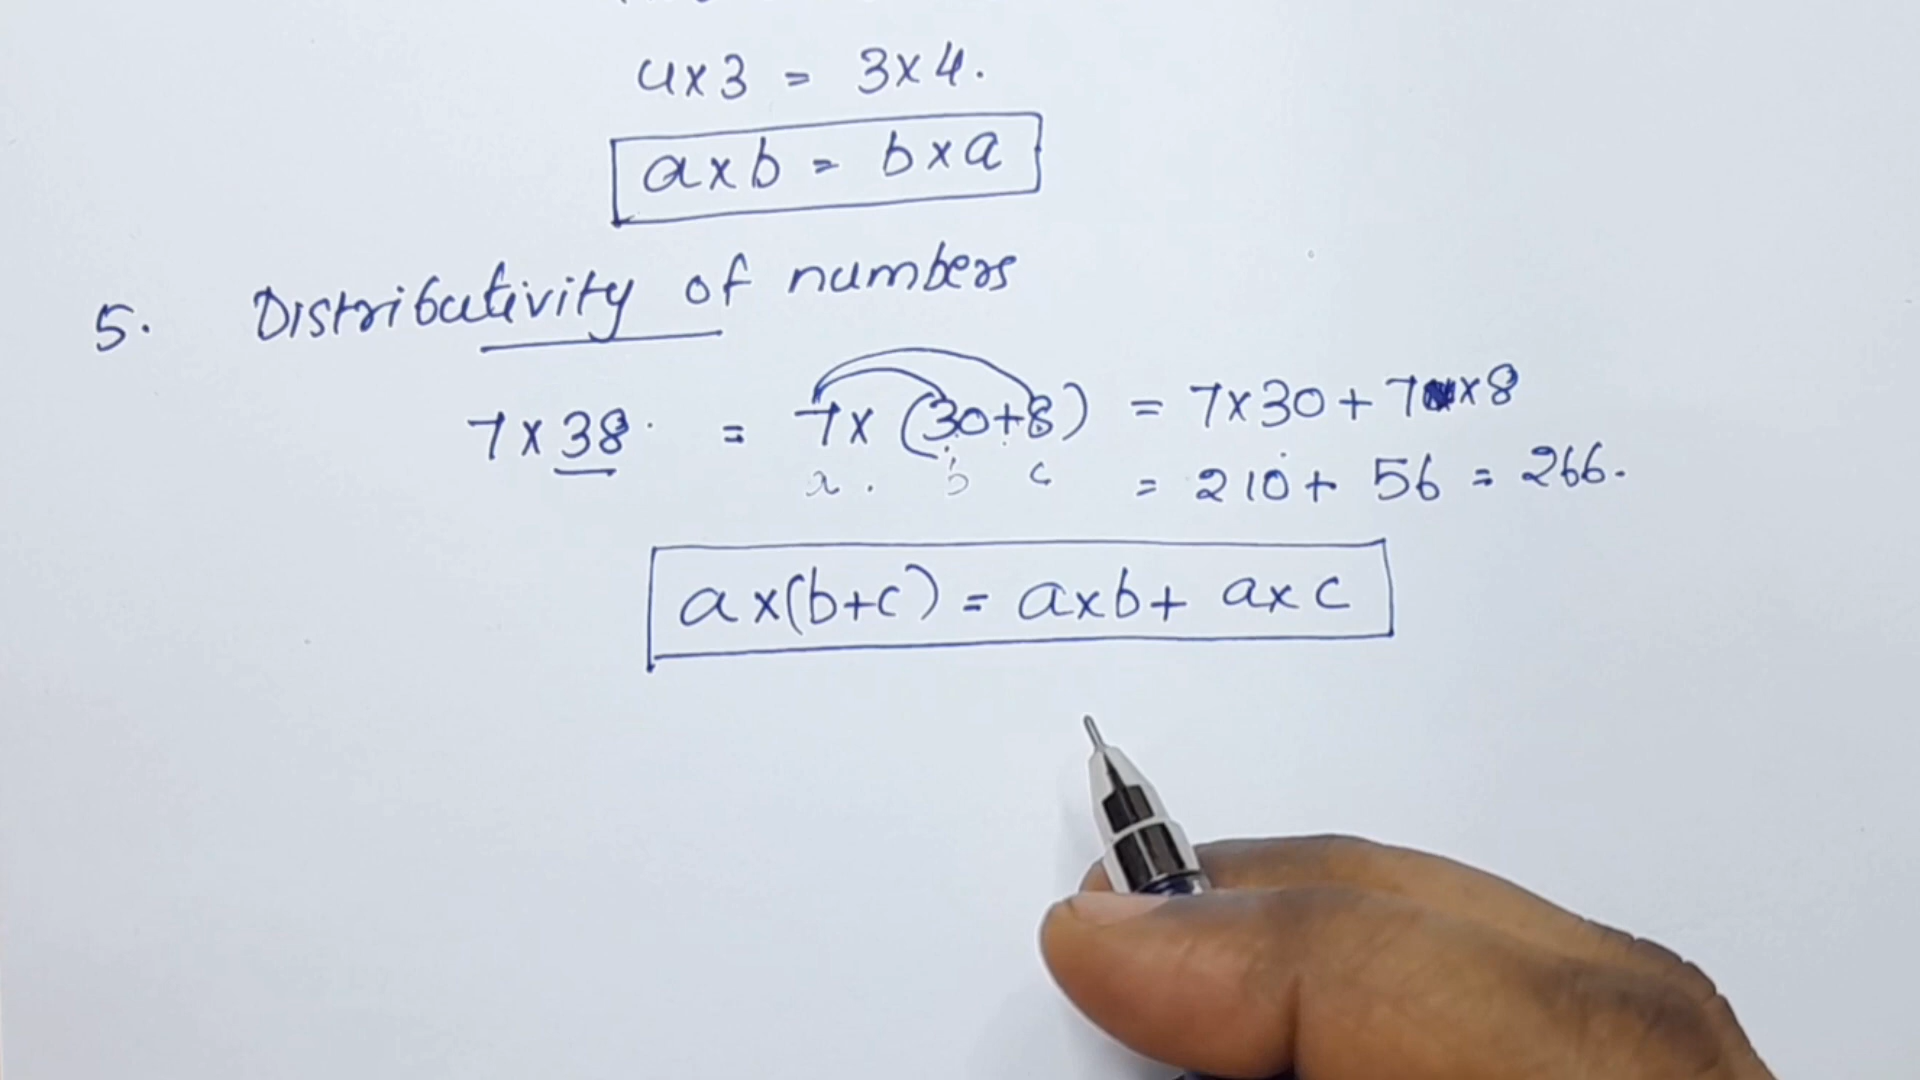 4x3 = 3x4.
axb = bxa
5. Distributivity of numbers
7x38 = 7x(30+8) = 7x30+7x8
a. b c = 210+ 56 = 266.
ax(b+c) = axb+ axc